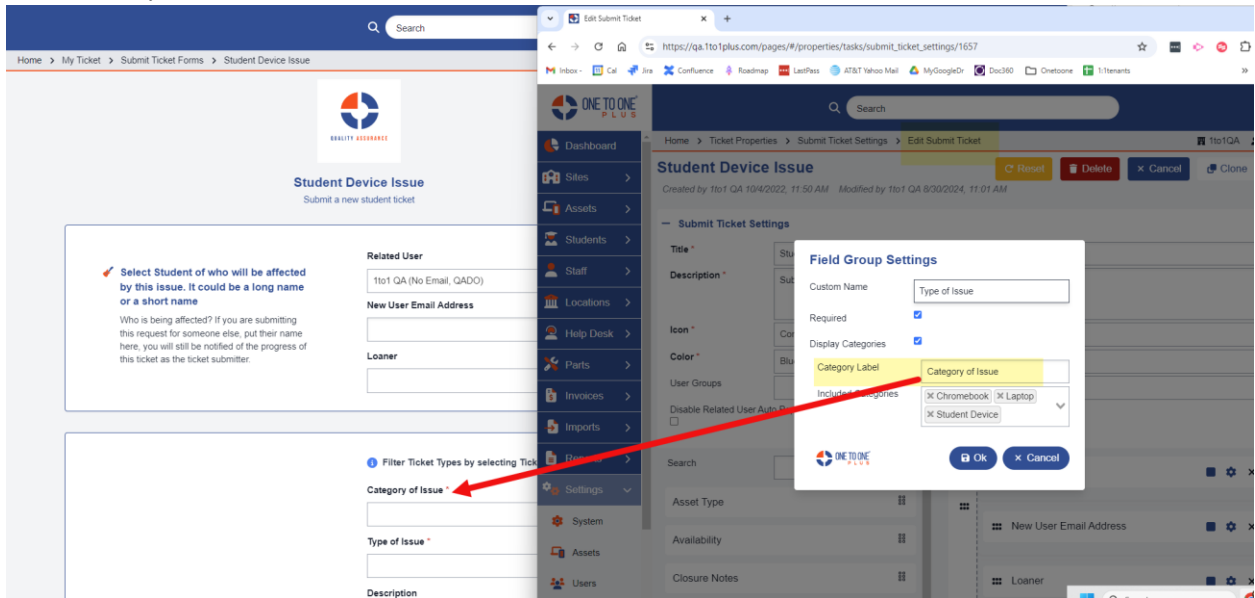 Search
Home > My Ticket > Submit Ticket Forms > Student Device Issue
QUALITY ASSURANCE
Student Device Issue
Submit a new student ticket
Select Student of who will be affected
by this issue. It could be a long name
or a short name
Who is being affected? If you are submitting
this request for someone else, put their name
here, you will still be notified of the progress of
this ticket as the ticket submitter.
Related User
1to1 QA (No Email, QADO)
New User Email Address
Loaner
Filter Ticket Types by selecting Tick
Category of Issue *
Type of Issue *
Description
Edit Submit Ticket
https://qa.1to1plus.com/pages/#/properties/tasks/submit_ticket_settings/1657
Inbox - Cal Jira Confluence Roadmap LastPass AT&T Yahoo Mail MyGoogleDr Doc360 Onetoone 1:1tenants
ONE TO ONE
PLUS
Search
Dashboard
Sites
Assets
Students
Staff
Locations
Help Desk
Parts
Invoices
Imports
Reports
Settings
System
Assets
Users
Home > Ticket Properties > Submit Ticket Settings > Edit Submit Ticket
1to1QA
Student Device Issue
Reset
Delete
Cancel
Clone
Created by 1to1 QA 10/4/2022, 11:50 AM Modified by 1to1 QA 8/30/2024, 11:01 AM
Submit Ticket Settings
Title *
Stu
Description *
Sub
Icon *
Con
Color *
Blu
User Groups
Disable Related User Auto
Search
Asset Type
Availability
Closure Notes
Field Group Settings
Custom Name
Type of Issue
Required
Display Categories
Category Label
Category of Issue
Included Categories
× Chromebook × Laptop
× Student Device
ONE TO ONE
PLUS
Ok
× Cancel
New User Email Address
Loaner